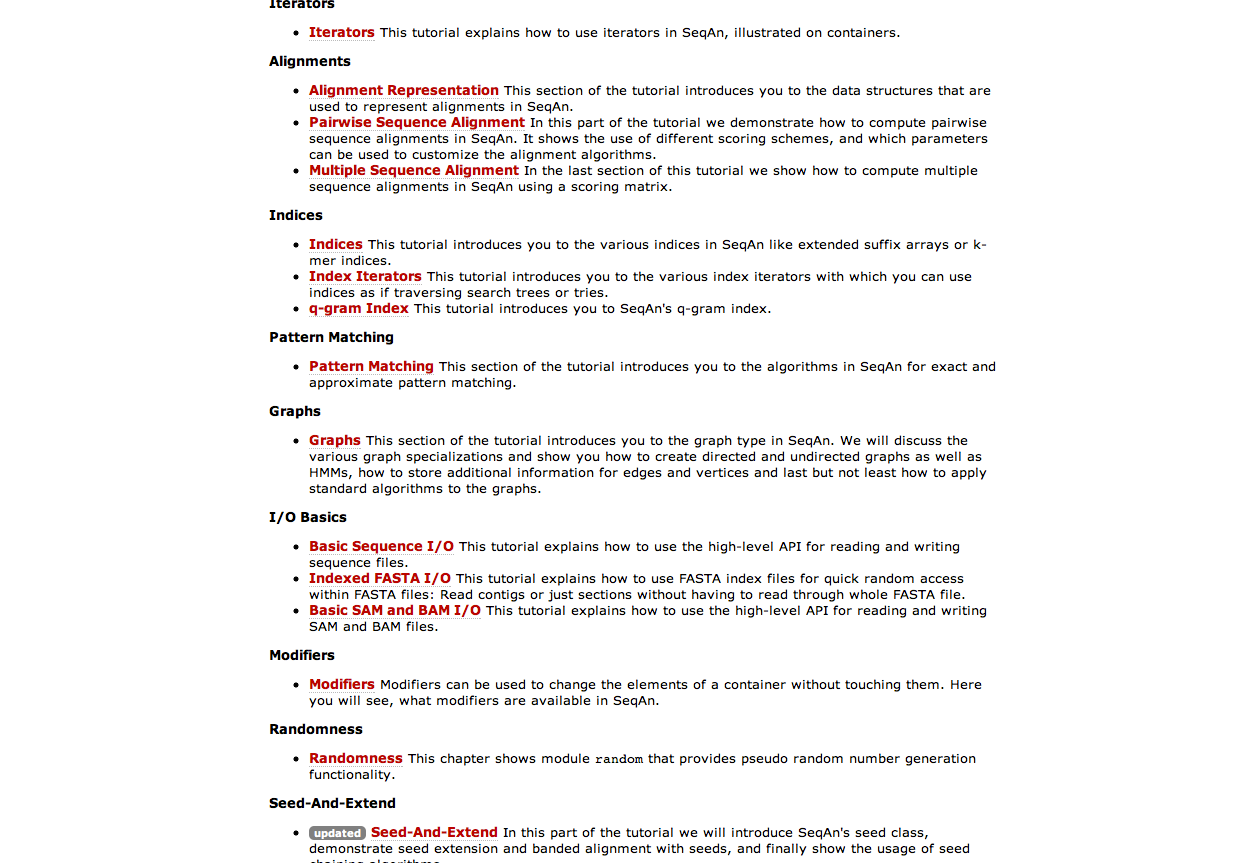 Iterators
Iterators This tutorial explains how to use iterators in SeqAn, illustrated on containers.
Alignments
Alignment Representation This section of the tutorial introduces you to the data structures that are
used to represent alignments in SeqAn.
Pairwise Sequence Alignment In this part of the tutorial we demonstrate how to compute pairwise
sequence alignments in SeqAn. It shows the use of different scoring schemes, and which parameters
can be used to customize the alignment algorithms.
Multiple Sequence Alignment In the last section of this tutorial we show how to compute multiple
sequence alignments in SeqAn using a scoring matrix.
Indices
Indices This tutorial introduces you to the various indices in SeqAn like extended suffix arrays or k-
mer indices.
Index Iterators This tutorial introduces you to the various index iterators with which you can use
indices as if traversing search trees or tries.
q-gram Index This tutorial introduces you to SeqAn's q-gram index.
Pattern Matching
Pattern Matching This section of the tutorial introduces you to the algorithms in SeqAn for exact and
approximate pattern matching.
Graphs
Graphs This section of the tutorial introduces you to the graph type in SeqAn. We will discuss the
various graph specializations and show you how to create directed and undirected graphs as well as
HMMs, how to store additional information for edges and vertices and last but not least how to apply
standard algorithms to the graphs.
I/O Basics
Basic Sequence I/O This tutorial explains how to use the high-level API for reading and writing
sequence files.
Indexed FASTA I/O This tutorial explains how to use FASTA index files for quick random access
within FASTA files: Read contigs or just sections without having to read through whole FASTA file.
Basic SAM and BAM I/O This tutorial explains how to use the high-level API for reading and writing
SAM and BAM files.
Modifiers
Modifiers Modifiers can be used to change the elements of a container without touching them. Here
you will see, what modifiers are available in SeqAn.
Randomness
Randomness This chapter shows module random that provides pseudo random number generation
functionality.
Seed-And-Extend
updated Seed-And-Extend In this part of the tutorial we will introduce SeqAn's seed class,
demonstrate seed extension and banded alignment with seeds, and finally show the usage of seed
chaining algorithms.